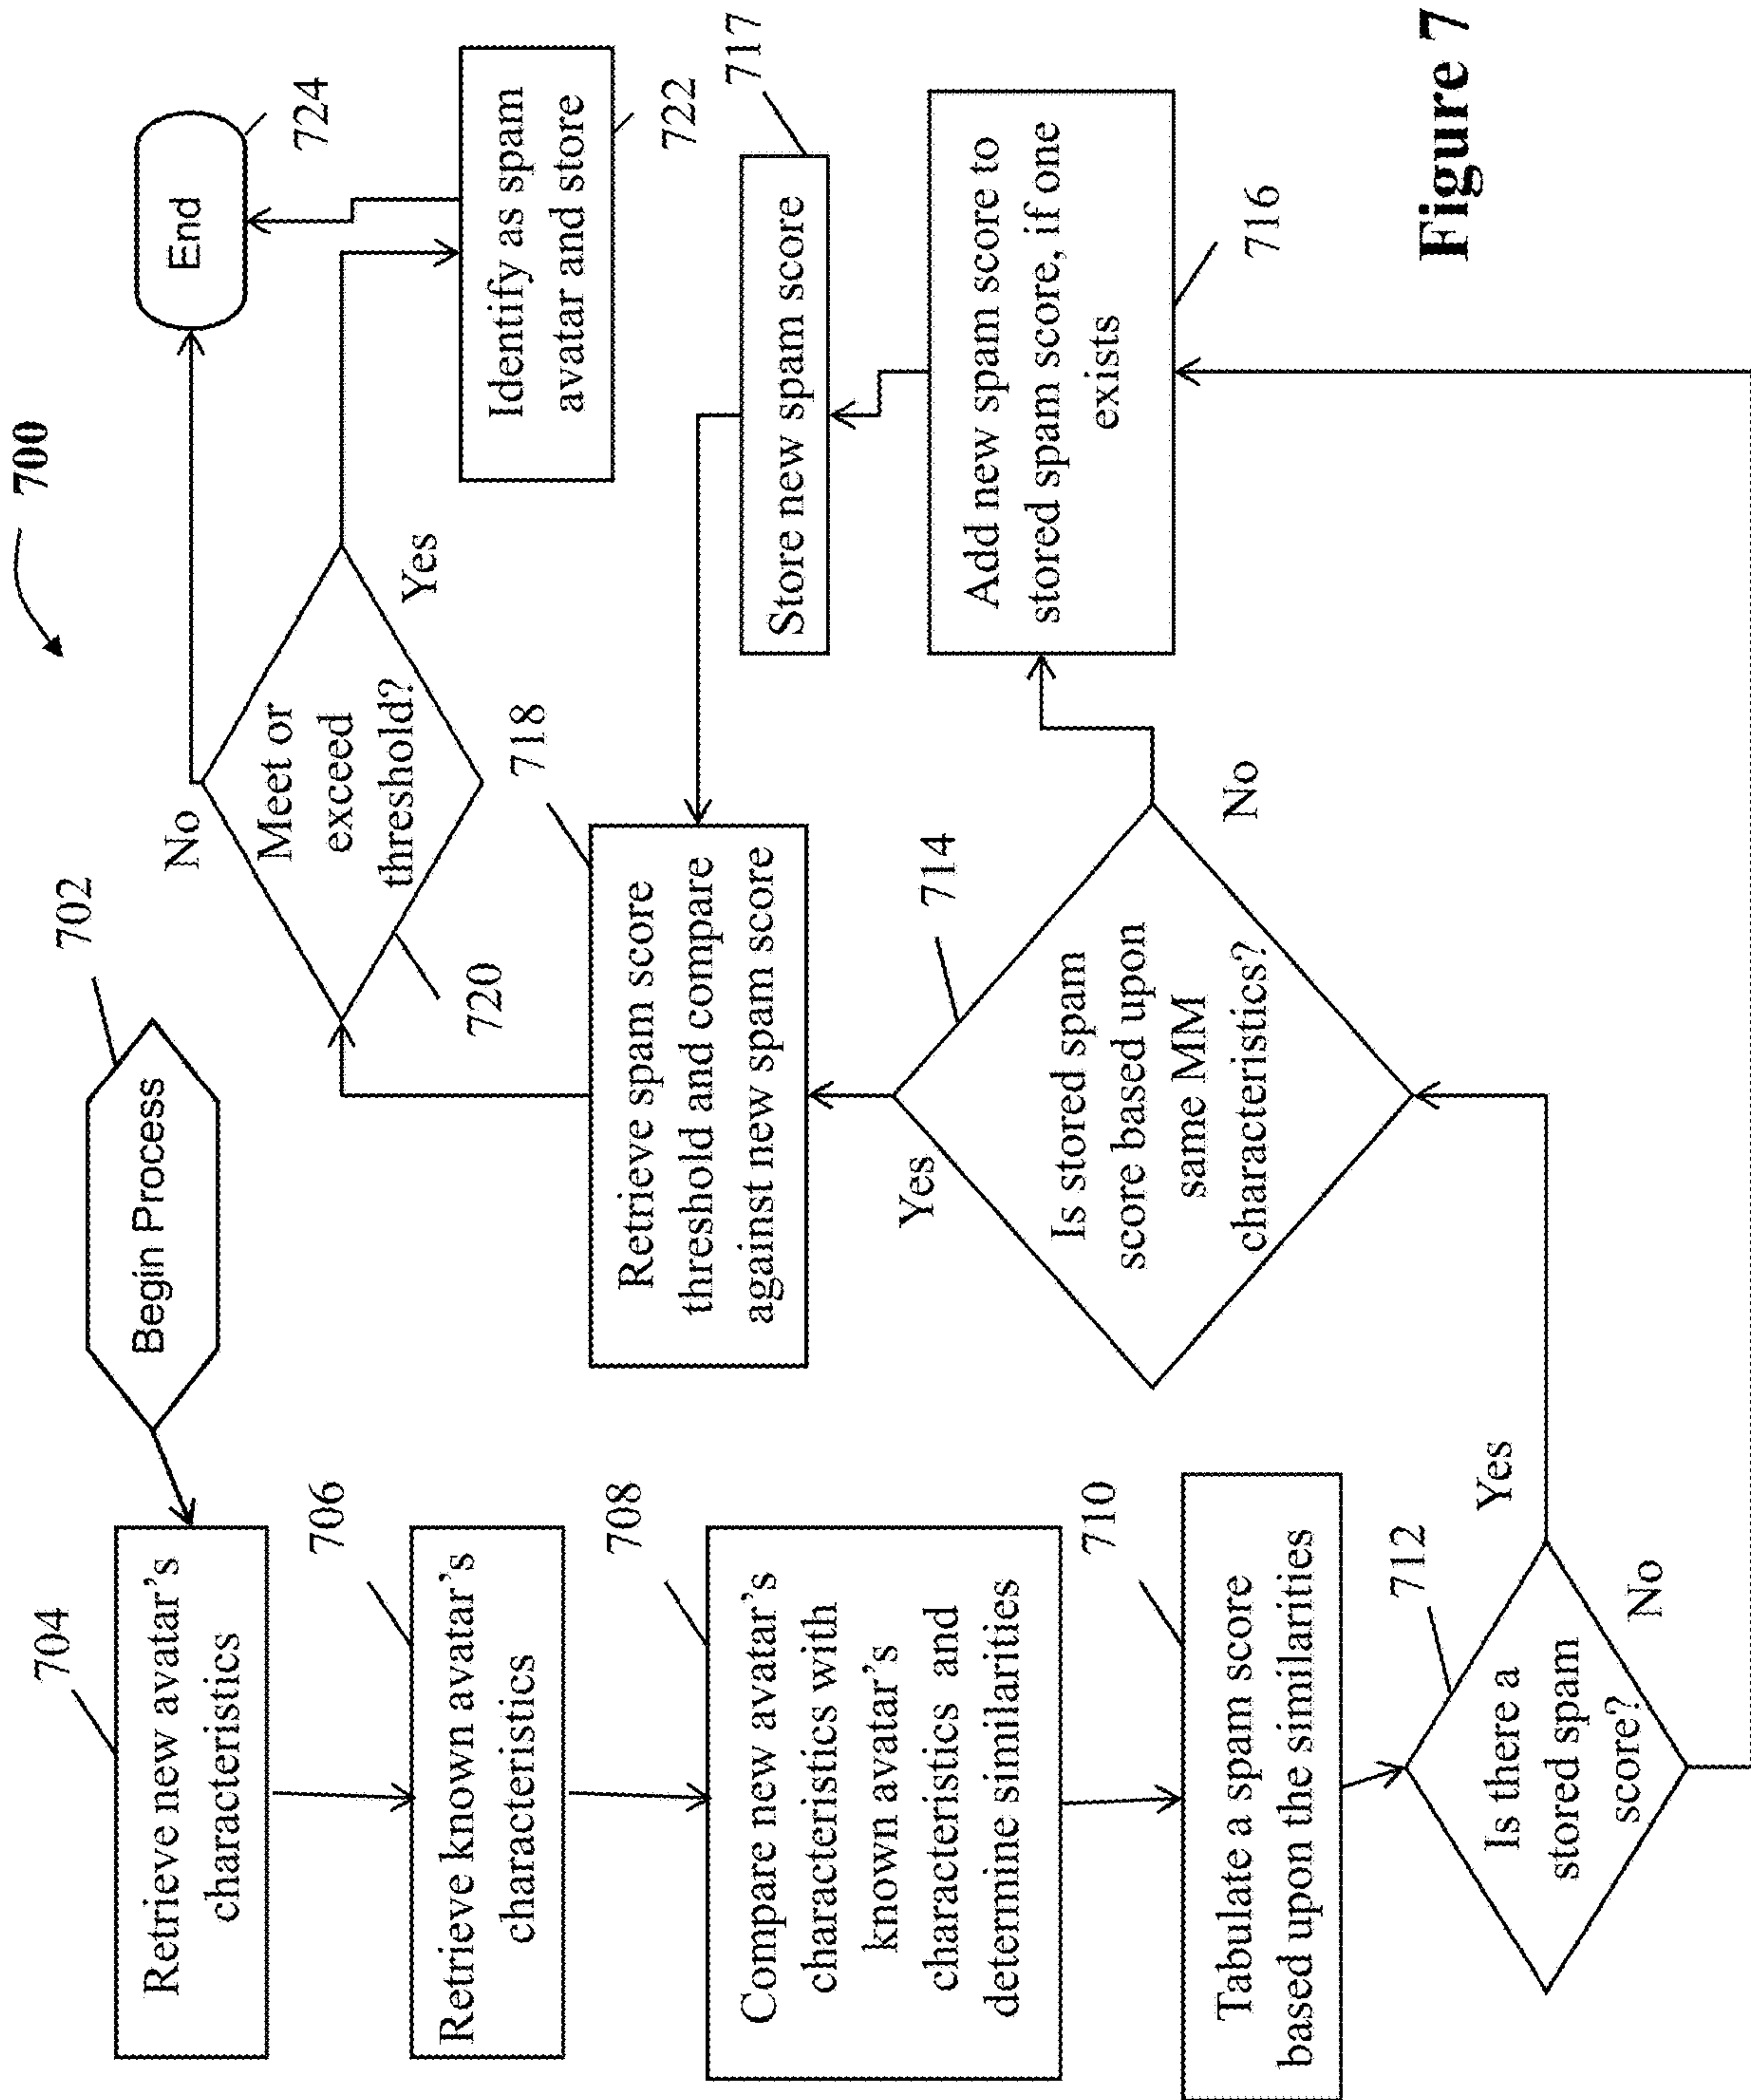 700
702
Begin Process
704
Retrieve new avatar's
characteristics
706
Retrieve known avatar's
characteristics
708
Compare new avatar's
characteristics with
known avatar's
characteristics and
determine similarities
710
Tabulate a spam score
based upon the similarities
712
Is there a
stored spam
score?
Yes
No
714
Is stored spam
score based upon
same MM
characteristics?
Yes
No
716
Add new spam score to
stored spam score, if one
exists
717
Store new spam score
718
Retrieve spam score
threshold and compare
against new spam score
720
Meet or
exceed
threshold?
No
Yes
722
Identify as spam
avatar and store
724
End
Figure 7